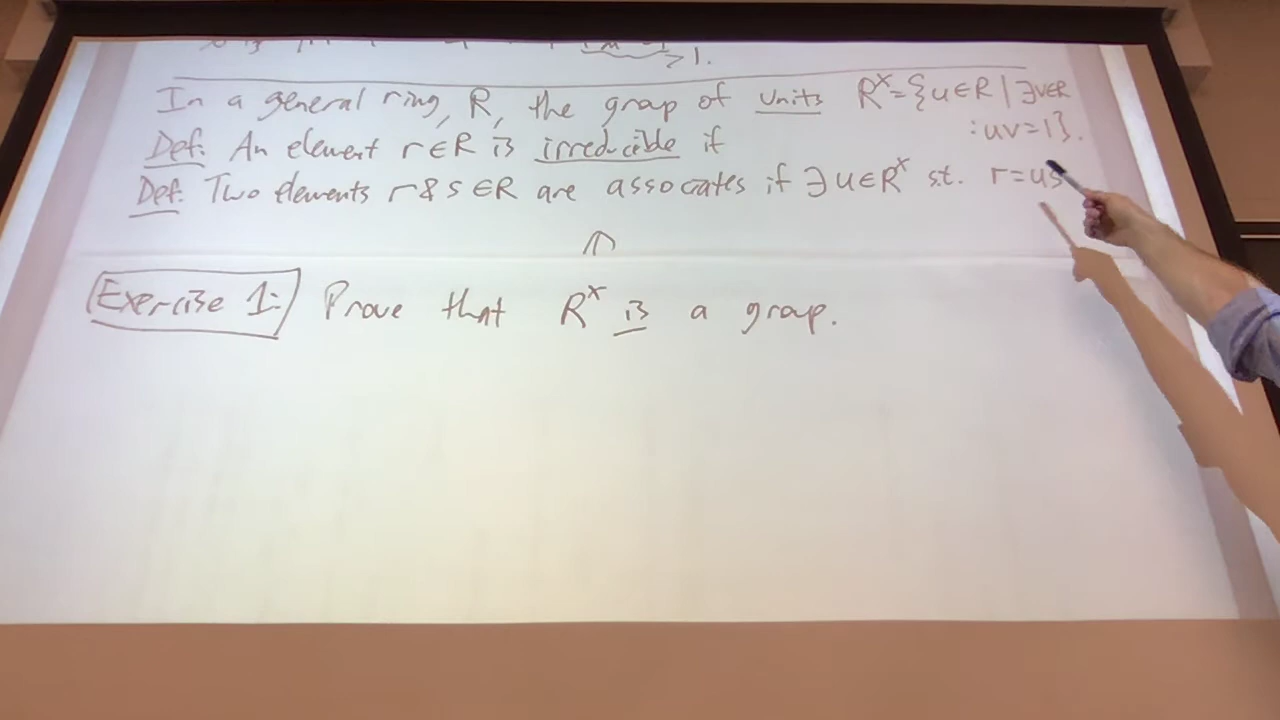 >1.
In a general ring, R, the group of units R^x={u∈R | ∃v∈R
:uv=1}.
Def: An element r∈R is irreducible if
Def: Two elements r & s ∈R are associates if ∃u∈R^x s.t. r=us
Exercise 1: Prove that R^x is a group.